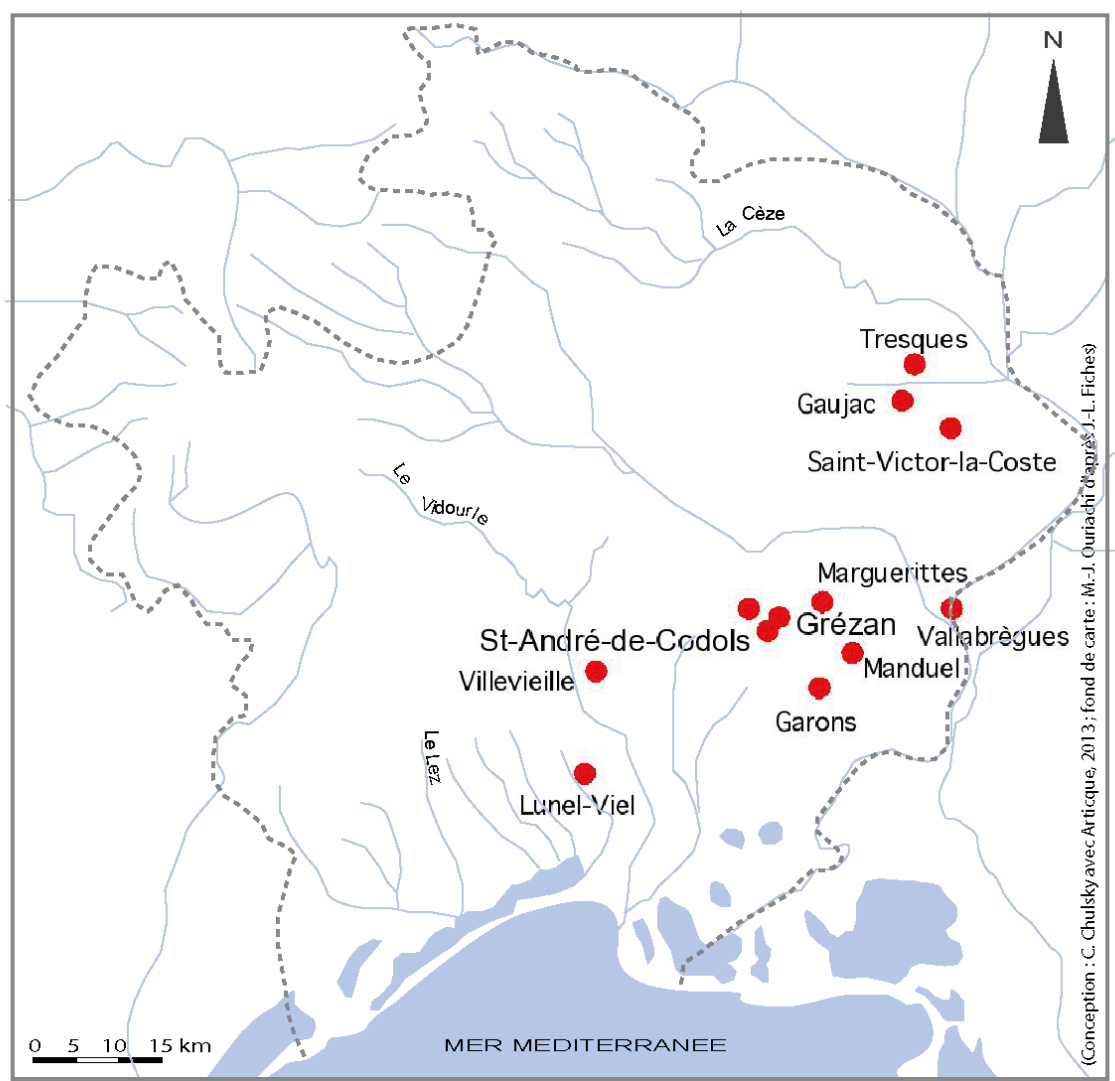 N
La Cèze
Tresques
Gaujac
Saint-Victor-la-Coste
Le Vidourle
Marguerittes
Grézan
Vallabrègues
St-André-de-Codols
Manduel
Villevieille
Garons
Le Lez
Lunel-Viel
0 5 10 15 km
MER MEDITERRANEE
(Conception : C. Chulsky avec Articque, 2013 ; fond de carte : M.-J. Ouriachi d'après J.-L. Fiches)